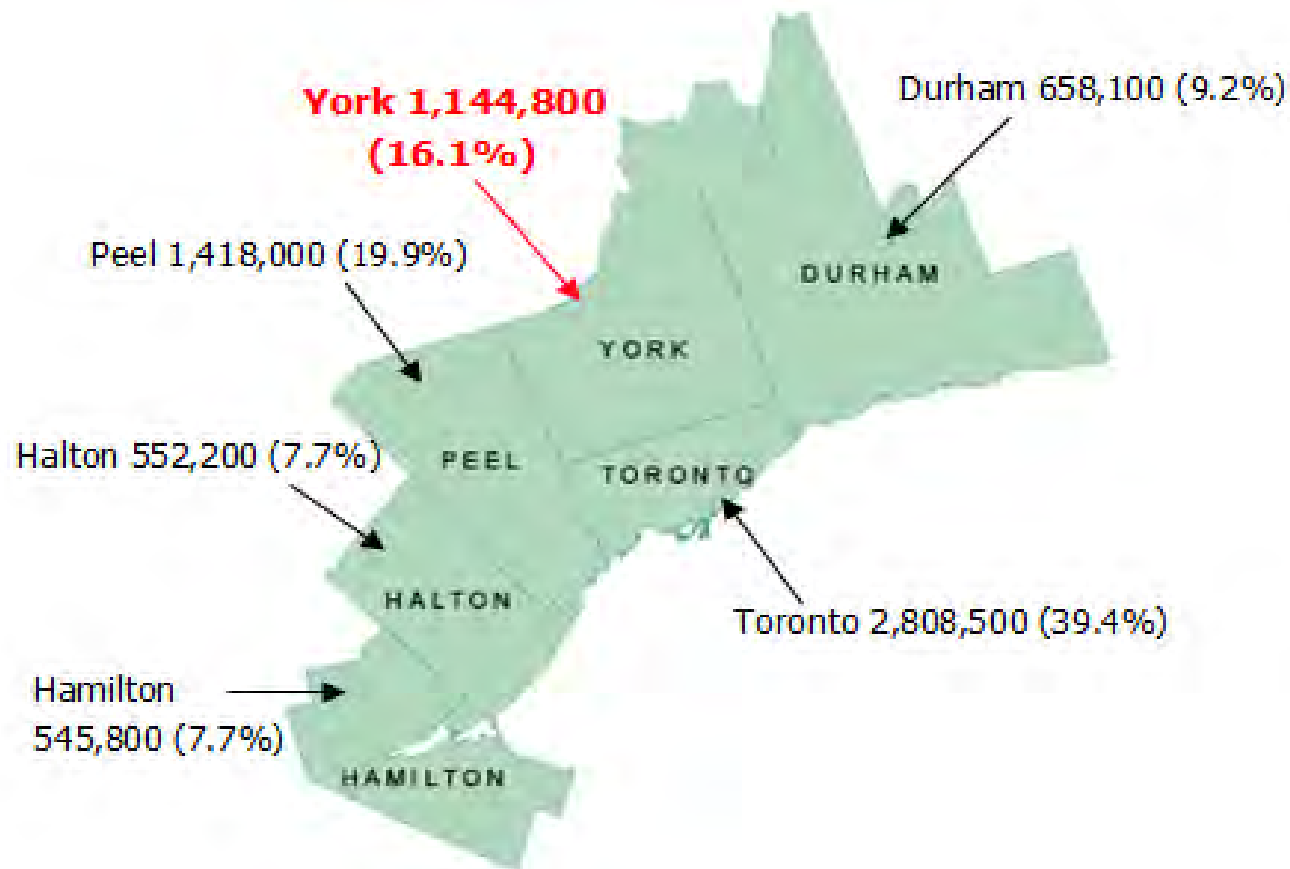 York 1,144,800
(16.1%)
Durham 658,100 (9.2%)
Peel 1,418,000 (19.9%)
DURHAM
YORK
Halton 552,200 (7.7%)
PEEL
TORONTO
HALTON
Toronto 2,808,500 (39.4%)
Hamilton
545,800 (7.7%)
HAMILTON